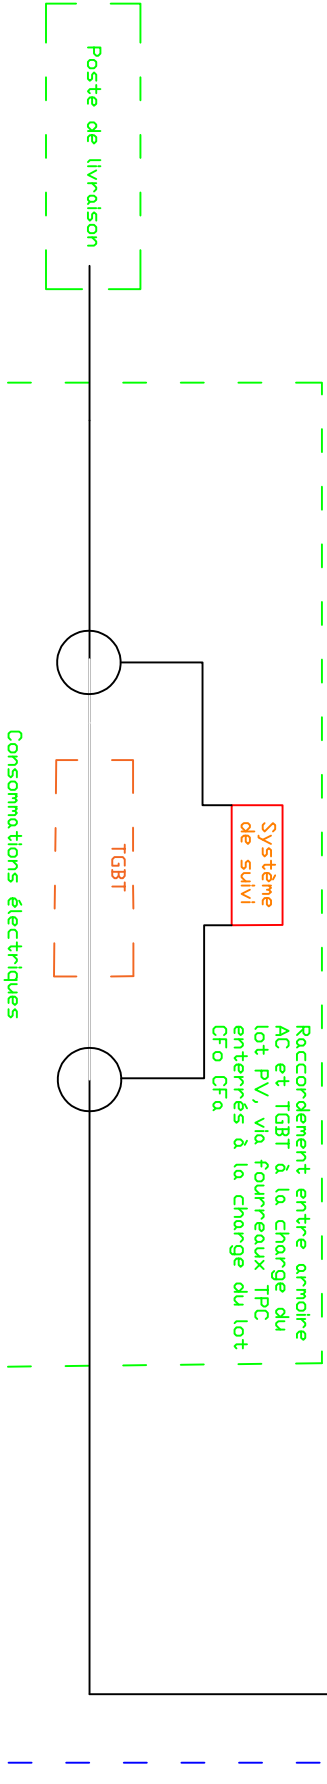 Poste de livraison
Consommations électriques
TGBT
Système
de suivi
Raccordement entre armoire
AC et TGBT à la charge du
lot PV, via fourreaux TPC
enterrés à la charge du lot
CFo CFa